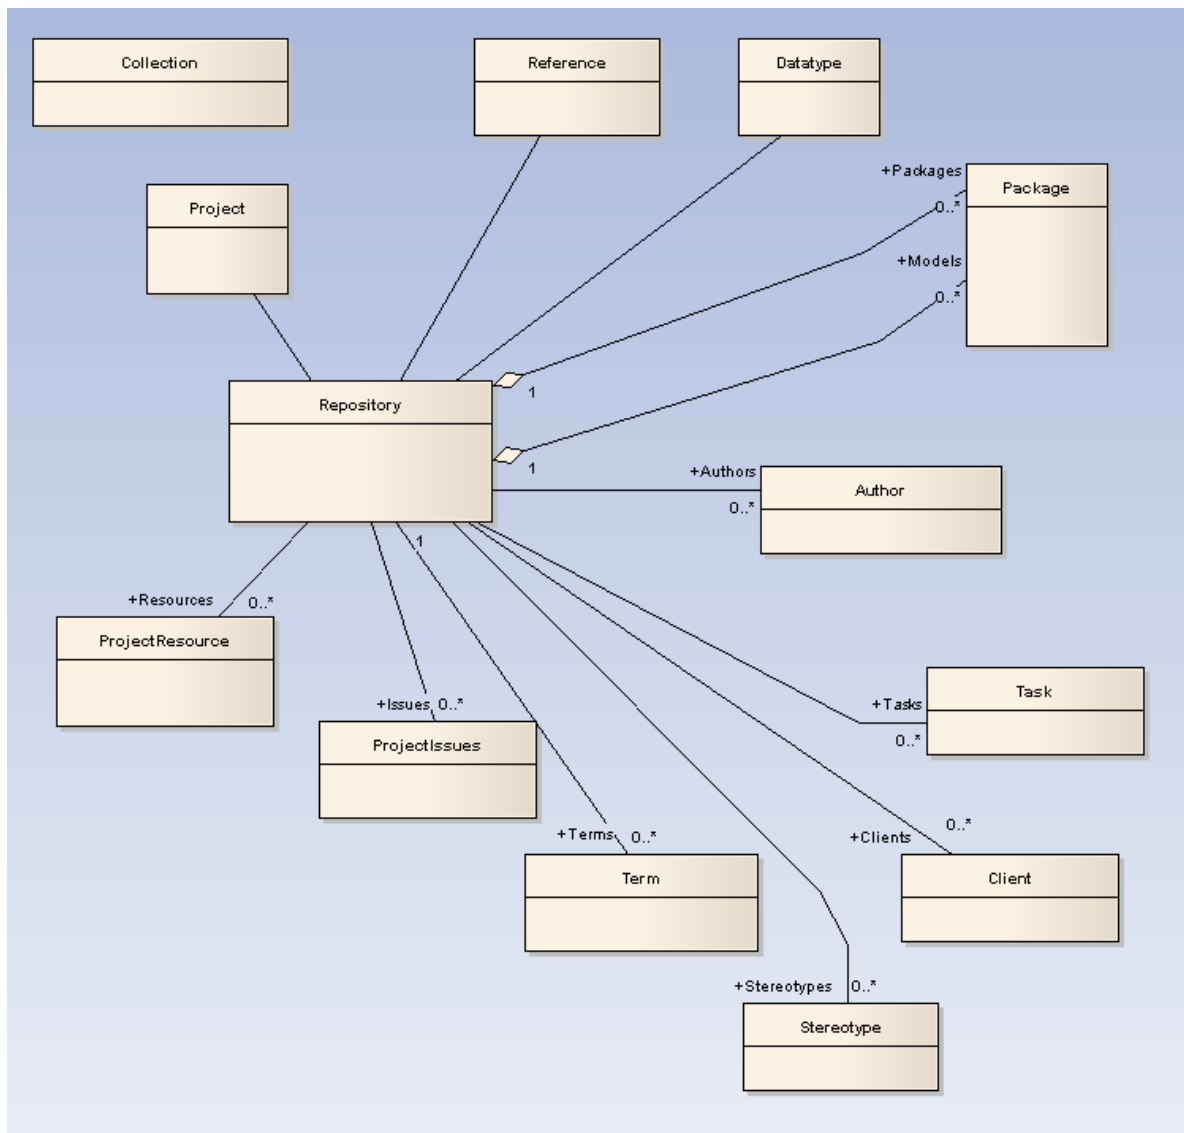 Collection
Reference
Datatype
+Packages
Package
0..*
Project
+Models
0..*
1
Repository
1
+Authors
Author
0..*
1
+Resources
0..*
ProjectResource
+Issues
0..*
ProjectIssues
+Tasks
Task
0..*
+Terms
0..*
Term
0..*
+Clients
Client
+Stereotypes
0..*
Stereotype